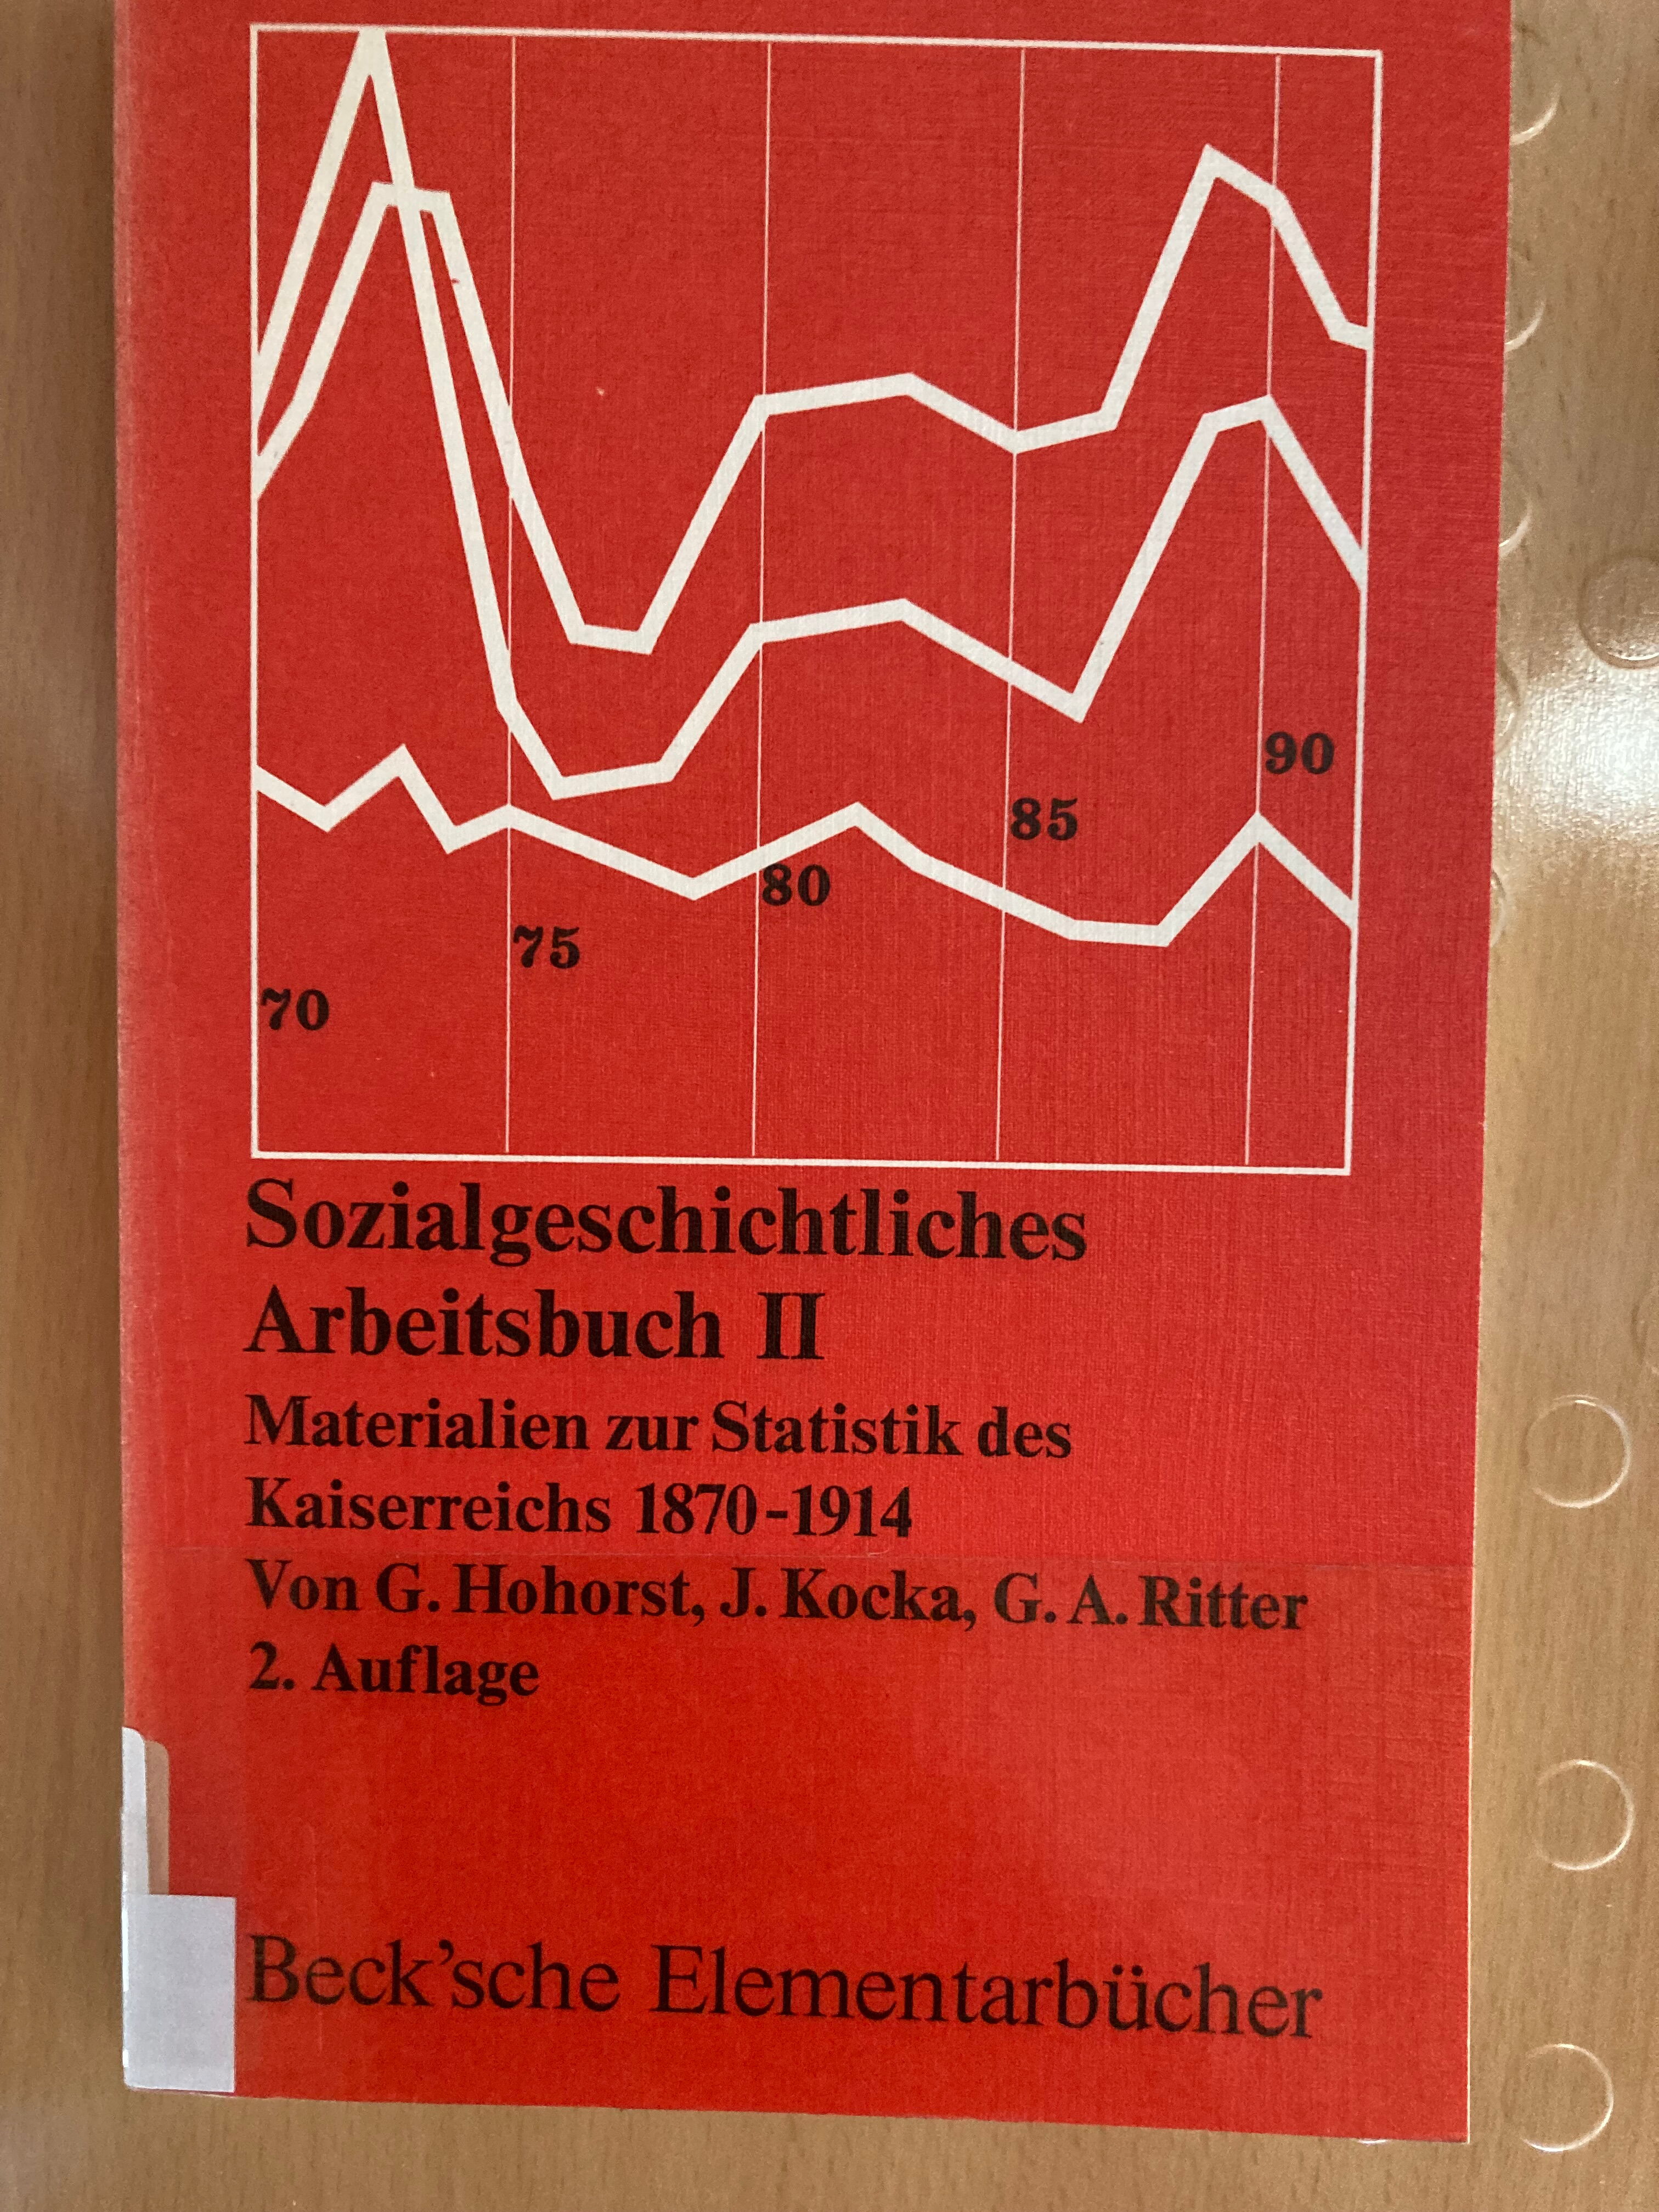 90
85
80
75
70
Sozialgeschichtliches
Arbeitsbuch II
Materialien zur Statistik des
Kaiserreichs 1870-1914
Von G. Hohorst, J. Kocka, G. A. Ritter
2. Auflage
Beck'sche Elementarbücher